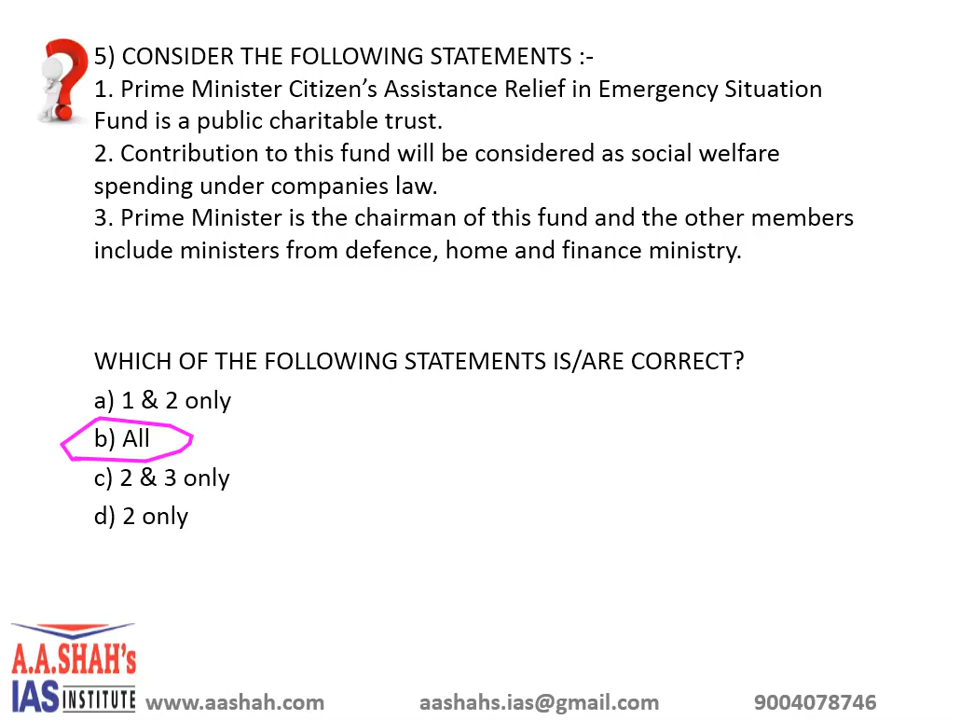 5) CONSIDER THE FOLLOWING STATEMENTS :-
1. Prime Minister Citizen’s Assistance Relief in Emergency Situation
Fund is a public charitable trust.
2. Contribution to this fund will be considered as social welfare
spending under companies law.
3. Prime Minister is the chairman of this fund and the other members
include ministers from defence, home and finance ministry.
WHICH OF THE FOLLOWING STATEMENTS IS/ARE CORRECT?
a) 1 & 2 only
b) All
c) 2 & 3 only
d) 2 only
A.A.SHAH's
IAS INSTITUTE www.aashah.com aashahs.ias@gmail.com 9004078746